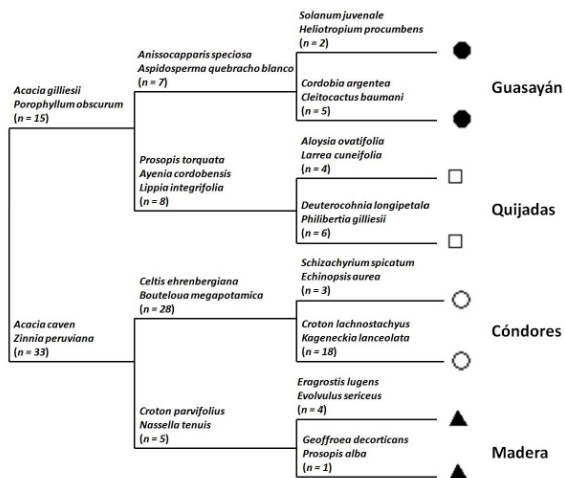 Solanum juvenale
Heliotropium procumbens
(n = 2)
Anissocapparis speciosa
Aspidosperma quebracho blanco
(n = 7)
Guasayán
Acacia gilliesii
Porophyllum obscurum
(n = 15)
Cordobia argentea
Cleitocactus baumani
(n = 5)
Prosopis torquata
Ayenia cordobensis
Lippia integrifolia
(n = 8)
Aloysia ovatifolia
Larrea cuneifolia
(n = 4)
Quijadas
Deuterocohnia longipetala
Philibertia gilliesii
(n = 6)
Schizachyrium spicatum
Echinopsis aurea
(n = 3)
Celtis ehrenbergiana
Bouteloua megapotamica
(n = 28)
Cóndores
Acacia caven
Zinnia peruviana
(n = 33)
Croton lachnostachyus
Kageneckia lanceolata
(n = 18)
Eragrostis lugens
Evolvulus sericeus
(n = 4)
Croton parvifolius
Nassella tenuis
(n = 5)
Geoffroea decorticans
Prosopis alba
(n = 1)
Madera